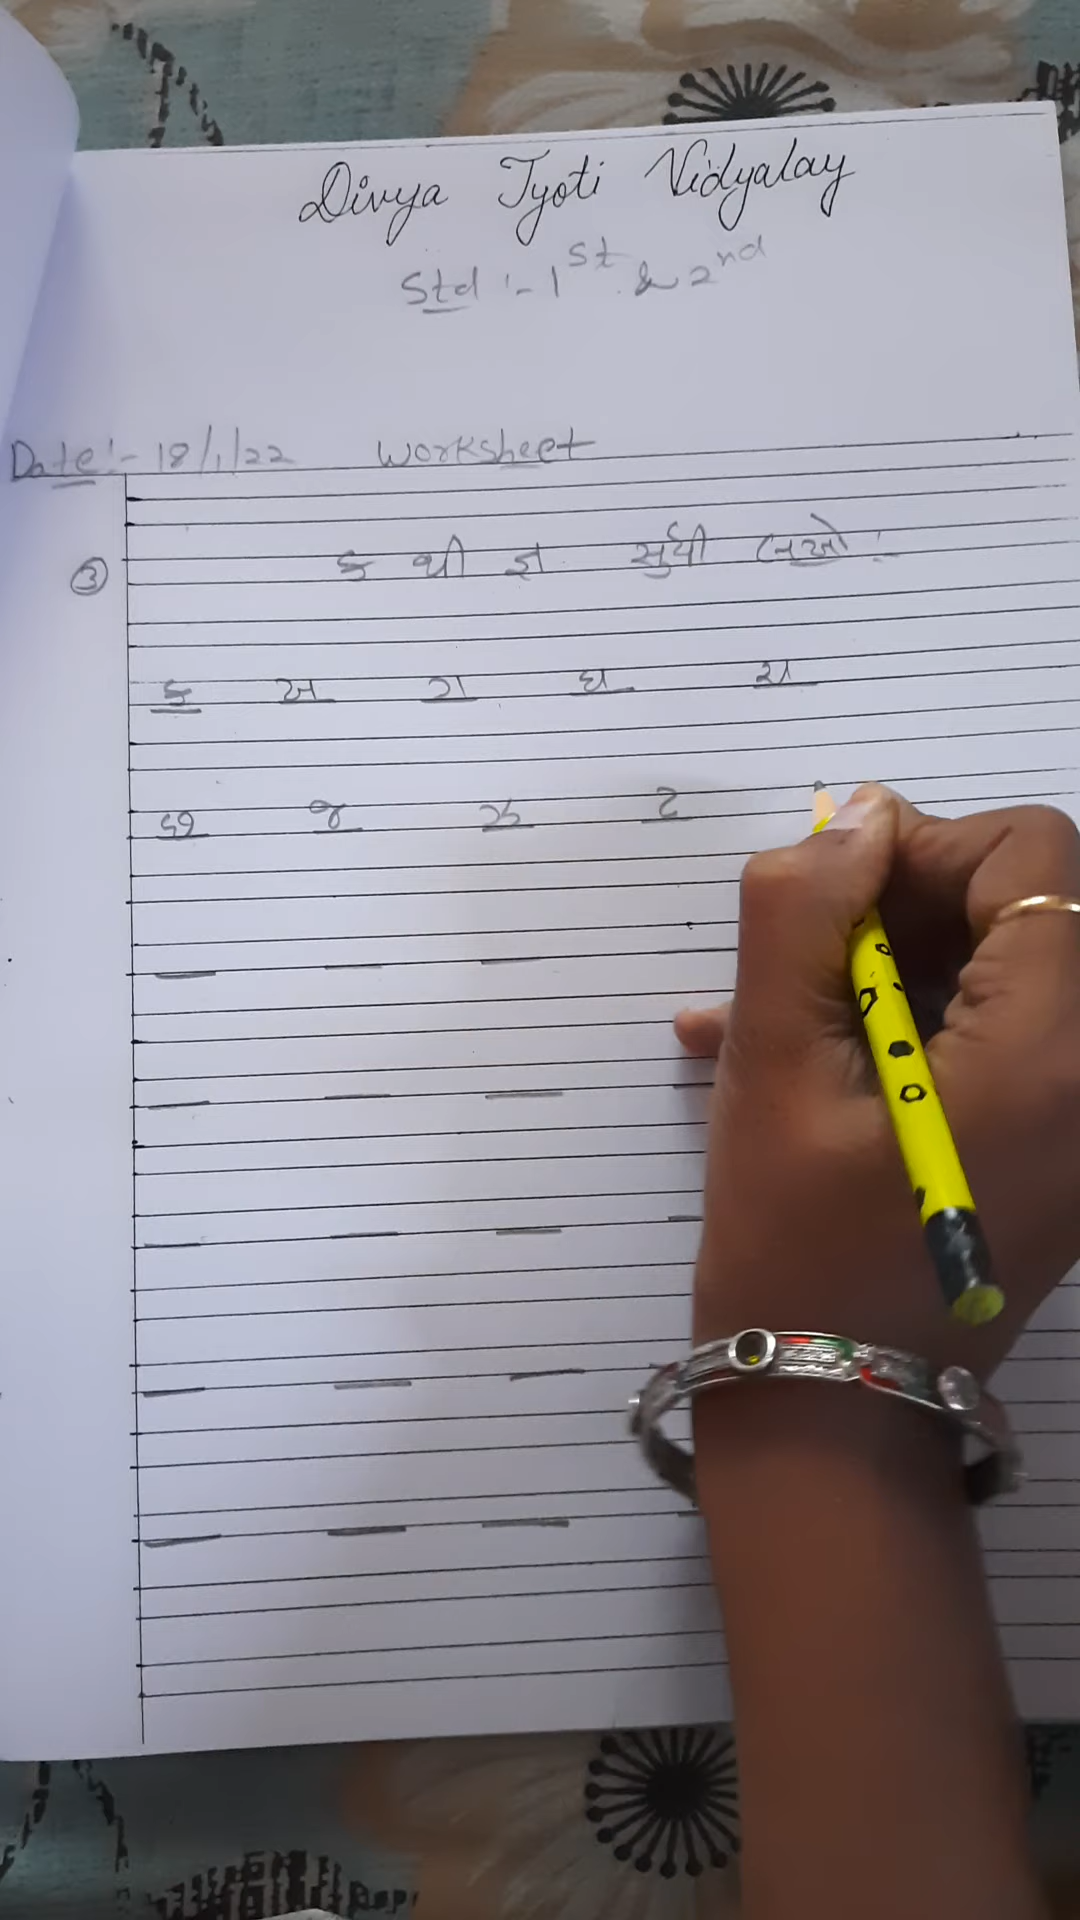 Divya Jyoti Vidyalay
Std :- 1st & 2nd
Date :- 18/1/22 Worksheet
③ ક થી જ્ઞ સુધી લખો :-
ક ખ ગ ઘ ચ
છ જ ઝ ટ